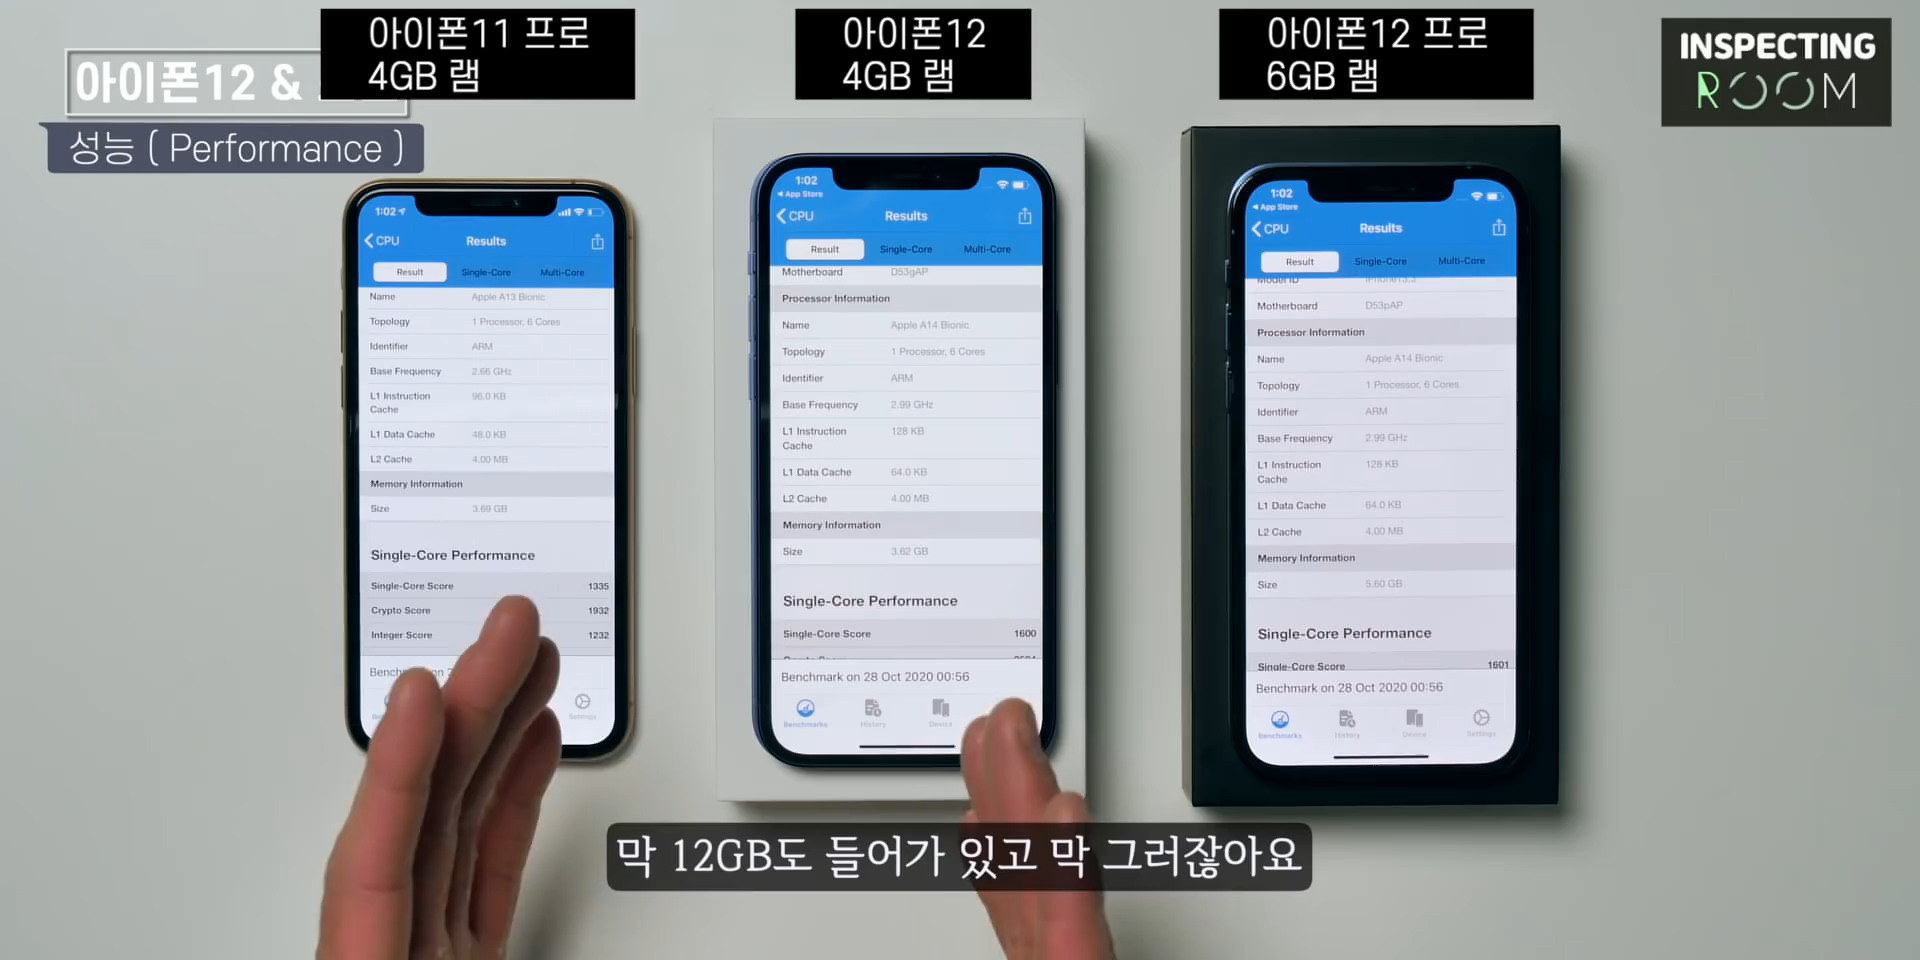 아이폰11 프로
4GB 램
아이폰12
4GB 램
아이폰12 프로
6GB 램
INSPECTING
ROOM
아이폰12 &
성능 ( Performance )
1:02
CPU
Results
Result
Single-Core
Multi-Core
Name Apple A13 Bionic
Topology 1 Processor, 6 Cores
Identifier ARM
Base Frequency 2.66 GHz
L1 Instruction
Cache
96.0 KB
L1 Data Cache 48.0 KB
L2 Cache 4.00 MB
Memory Information
Size 3.69 GB
Single-Core Performance
Single-Core Score 1335
Crypto Score 1932
Integer Score 1232
Settings
1:02
App Store
CPU
Results
Result
Single-Core
Multi-Core
Motherboard D53gAP
Processor Information
Name Apple A14 Bionic
Topology 1 Processor, 6 Cores
Identifier ARM
Base Frequency 2.99 GHz
L1 Instruction
Cache
128 KB
L1 Data Cache 64.0 KB
L2 Cache 4.00 MB
Memory Information
Size 3.62 GB
Single-Core Performance
Single-Core Score 1600
Benchmark on 28 Oct 2020 00:56
Benchmarks
History
Device
1:02
App Store
CPU
Results
Result
Single-Core
Multi-Core
Model ID iPhone13,3
Motherboard D53pAP
Processor Information
Name Apple A14 Bionic
Topology 1 Processor, 6 Cores
Identifier ARM
Base Frequency 2.99 GHz
L1 Instruction
Cache
128 KB
L1 Data Cache 64.0 KB
L2 Cache 4.00 MB
Memory Information
Size 5.60 GB
Single-Core Performance
Single-Core Score 1601
Benchmark on 28 Oct 2020 00:56
Benchmarks
History
Device
Settings
막 12GB도 들어가 있고 막 그러잖아요